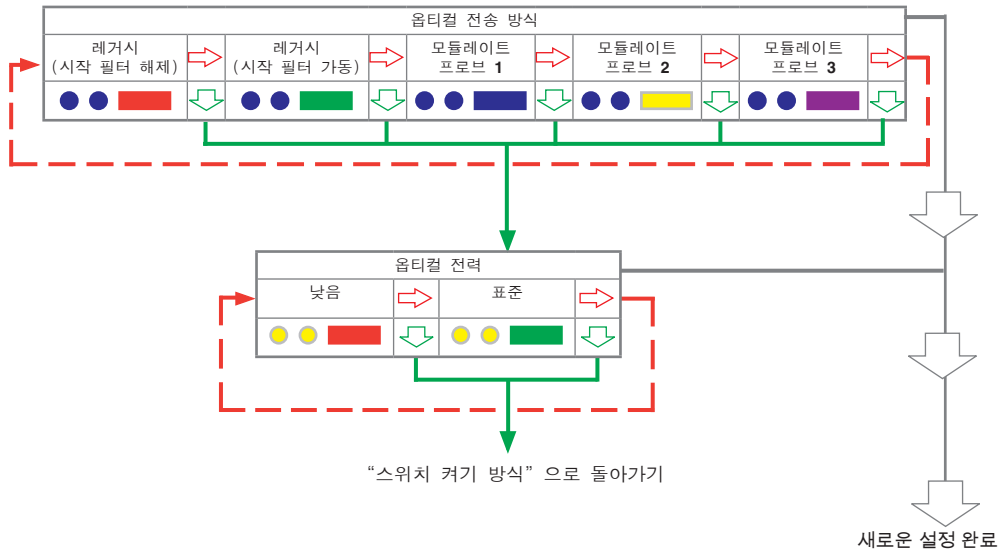 옵티컬 전송 방식
레거시
(시작 필터 해제)
레거시
(시작 필터 가동)
모듈레이트
프로브 1
모듈레이트
프로브 2
모듈레이트
프로브 3
옵티컬 전력
낮음
표준
“스위치 켜기 방식” 으로 돌아가기
새로운 설정 완료